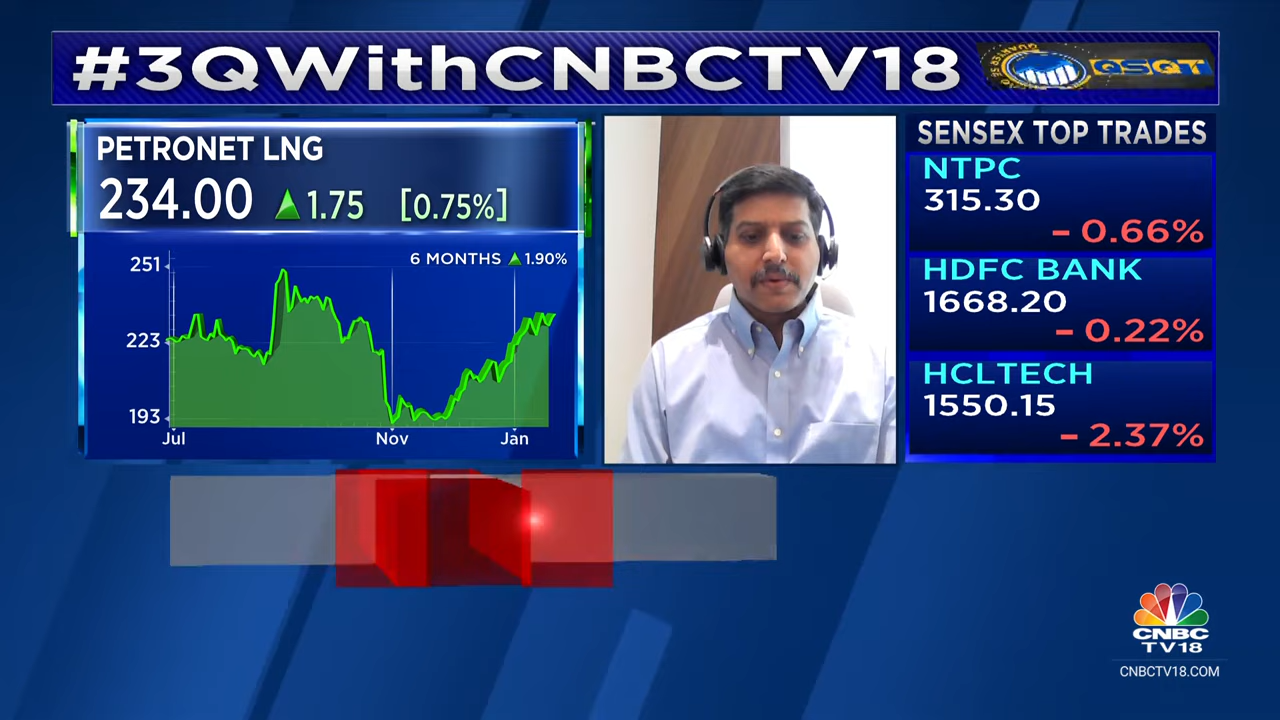 #3QWithCNBCTV18
QSQT
PETRONET LNG
234.00 ▲ 1.75 [0.75%]
6 MONTHS ▲ 1.90%
251
223
193
Jul Nov Jan
SENSEX TOP TRADES
NTPC
315.30
– 0.66%
HDFC BANK
1668.20
– 0.22%
HCLTECH
1550.15
– 2.37%
CNBC
TV18
CNBCTV18.COM